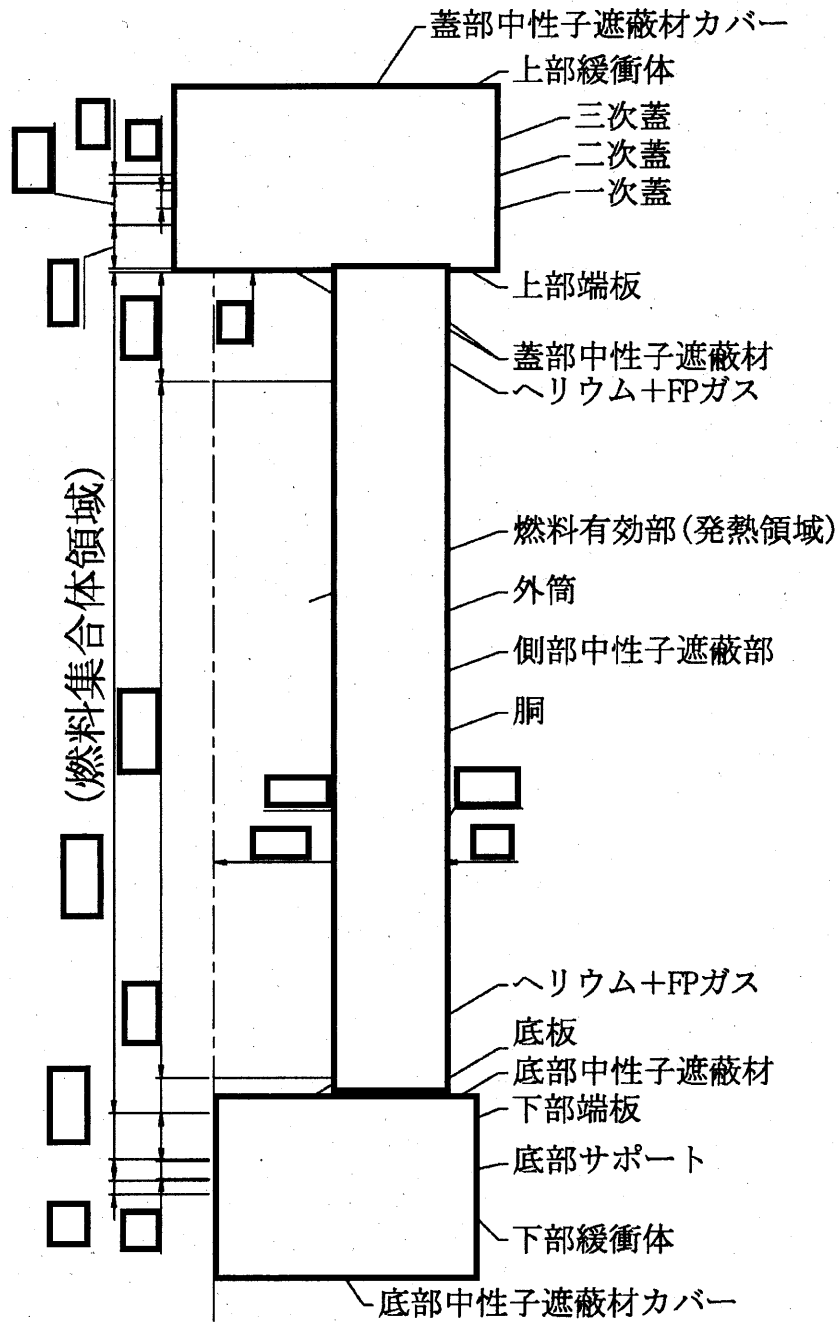 蓋部中性子遮蔽材カバー
上部緩衝体
三次蓋
二次蓋
一次蓋
上部端板
蓋部中性子遮蔽材
ヘリウム＋FPガス
(燃料集合体領域)
燃料有効部(発熱領域)
外筒
側部中性子遮蔽部
胴
ヘリウム＋FPガス
底板
底部中性子遮蔽材
下部端板
底部サポート
下部緩衝体
底部中性子遮蔽材カバー